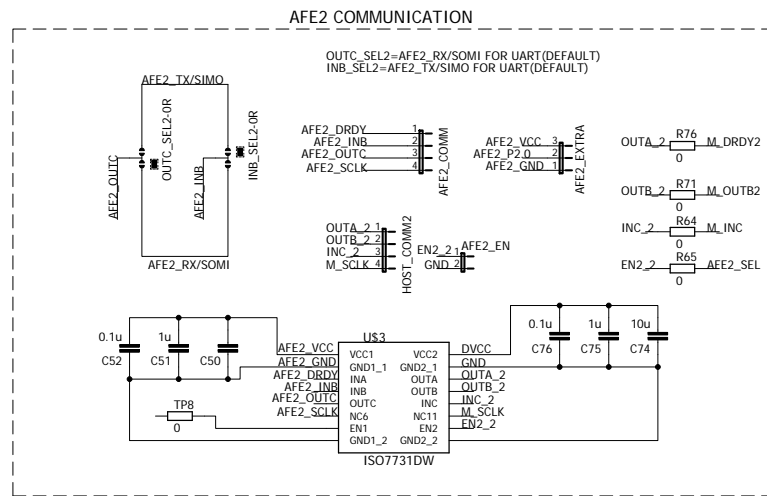 AFE2 COMMUNICATION
OUTC_SEL2=AFE2_RX/SOMI FOR UART(DEFAULT)
INB_SEL2=AFE2_TX/SIMO FOR UART(DEFAULT)
AFE2_TX/SIMO
OUTC_SEL2-0R
INB_SEL2-0R
AFE2_OUTC
AFE2_INB
AFE2_RX/SOMI
AFE2_DRDY 1
AFE2_INB 2
AFE2_OUTC 3
AFE2_SCLK 4
AFE2_COMM
AFE2_VCC 3
AFE2_P2.0 2
AFE2_GND 1
AFE2_EXTRA
OUTA_2 R76 M_DRDY2
0
OUTB_2 R71 M_OUTB2
0
INC_2 R64 M_INC
0
EN2_2 R65 AEE2_SEL
0
OUTA_2 1
OUTB_2 2
INC_2 3
M_SCLK 4
HOST_COMM2
EN2_2 1 AFE2_EN
GND 2
0.1u 1u 10u
C52 C51 C50
0.1u 1u 10u
C76 C75 C74
U$3
AFE2_VCC VCC1 VCC2 DVCC
AFE2_GND GND1_1 GND2_1 GND
AFE2_DRDY INA OUTA OUTA_2
AFE2_INB INB OUTB OUTB_2
AFE2_OUTC OUTC INC INC_2
AFE2_SCLK NC6 NC11 M_SCLK
TP8 EN1 EN2 EN2_2
0
GND1_2 GND2_2
ISO7731DW